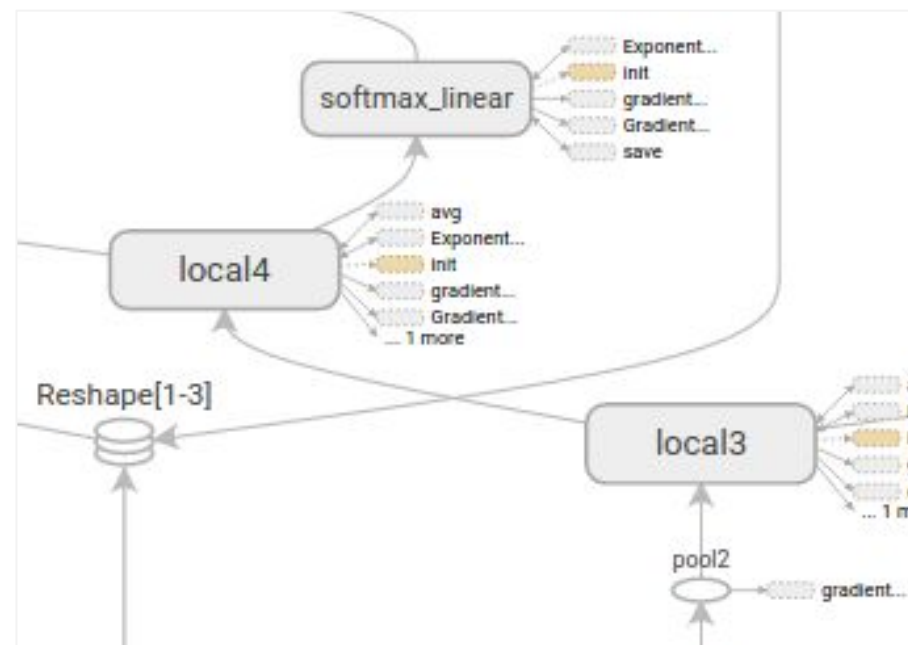 Exponent...
init
softmax_linear
gradient...
Gradient...
save
avg
Exponent...
init
local4
gradient...
Gradient...
... 1 more
Reshape[1-3]
local3
... 1 m
pool2
gradient...